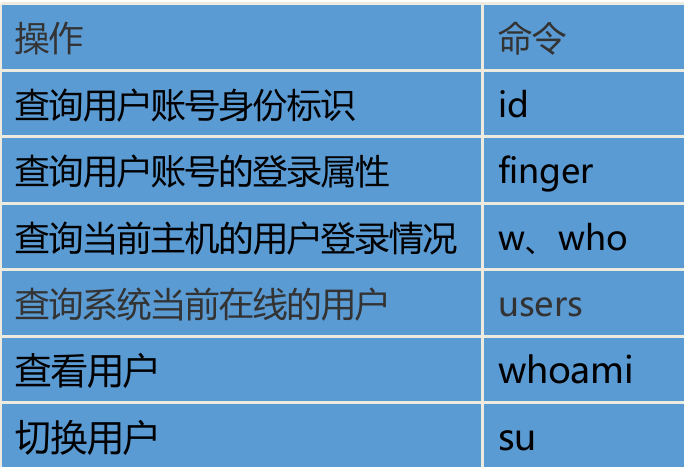 操作 命令
查询用户账号身份标识 id
查询用户账号的登录属性 finger
查询当前主机的用户登录情况 w、who
查询系统当前在线的用户 users
查看用户 whoami
切换用户 su